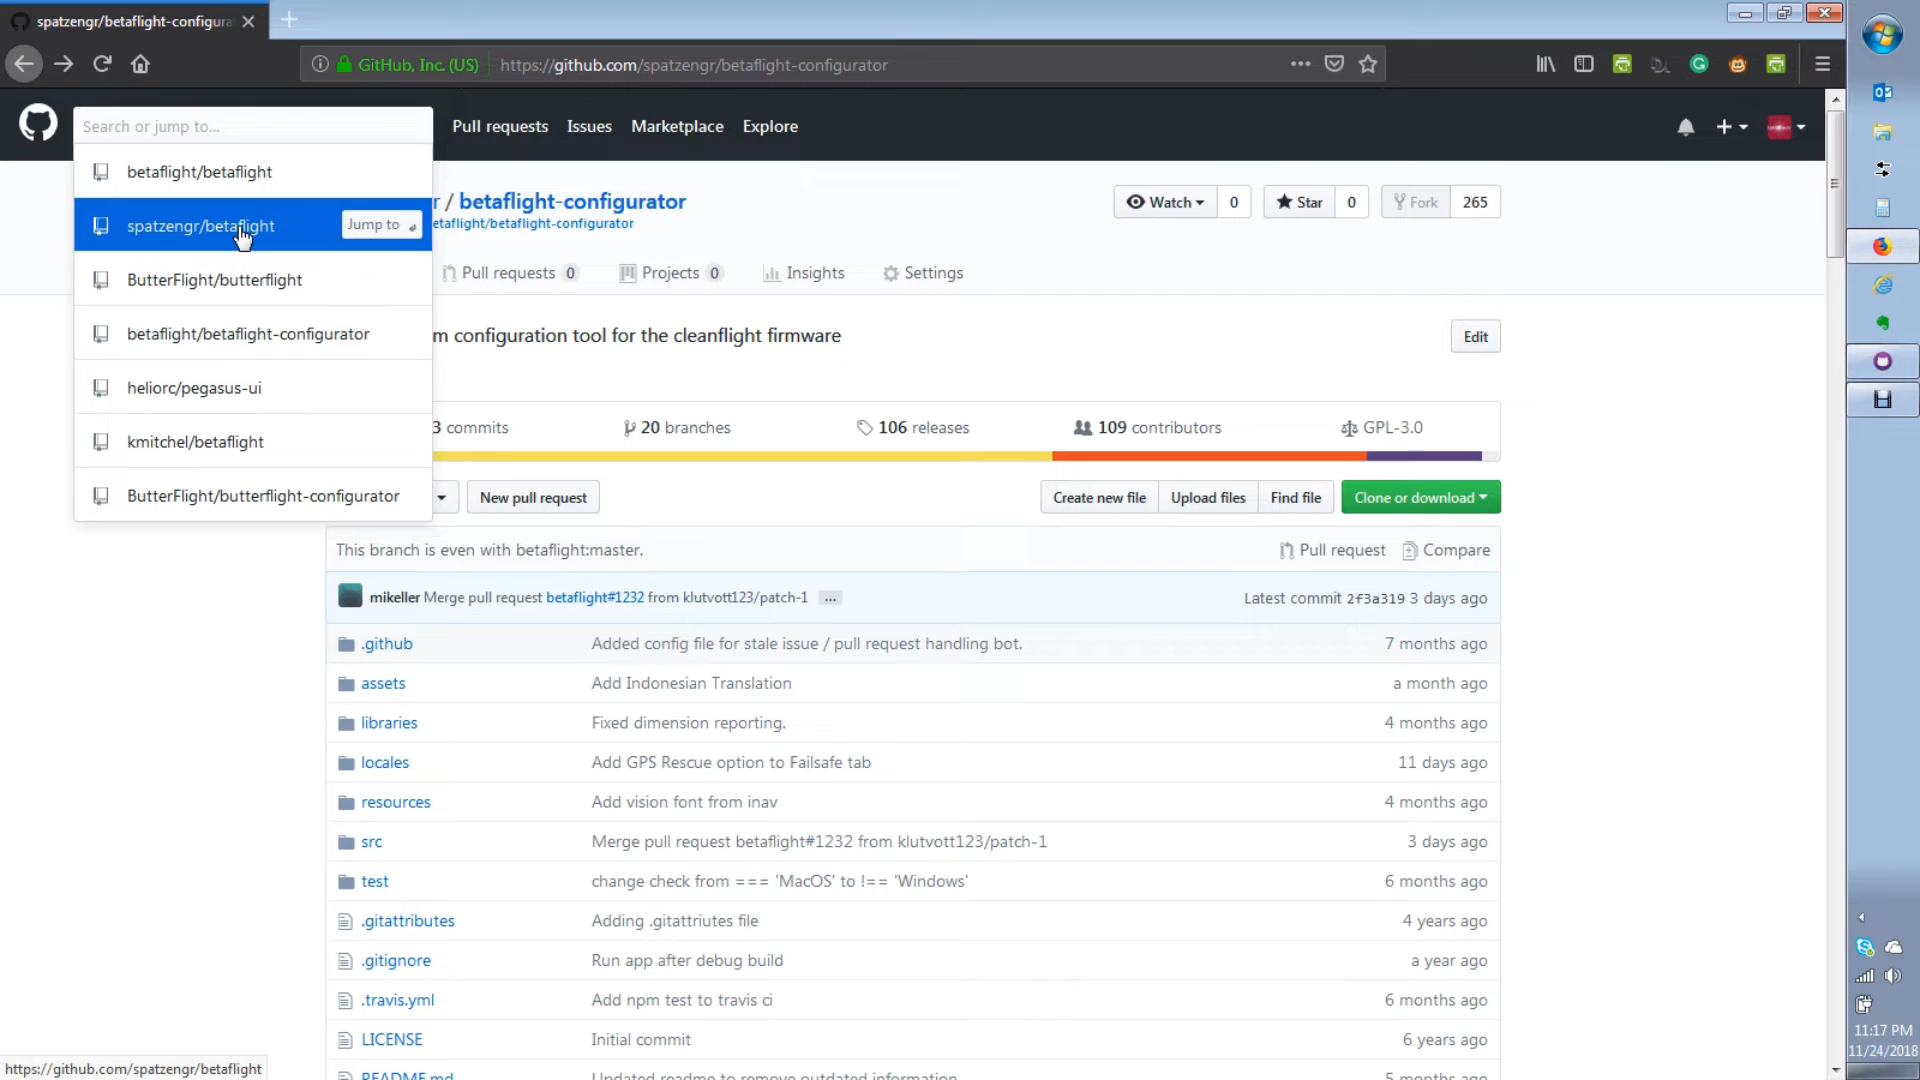 spatzengr/betaflight-configura
GitHub, Inc. (US) https://github.com/spatzengr/betaflight-configurator
Search or jump to... Pull requests Issues Marketplace Explore
betaflight/betaflight
spatzengr/betaflight Jump to
ButterFlight/butterflight
betaflight/betaflight-configurator
heliorc/pegasus-ui
kmitchel/betaflight
ButterFlight/butterflight-configurator
r / betaflight-configurator
etaflight/betaflight-configurator
Watch 0 Star 0 Fork 265
Pull requests 0 Projects 0 Insights Settings
m configuration tool for the cleanflight firmware Edit
3 commits 20 branches 106 releases 109 contributors GPL-3.0
New pull request Create new file Upload files Find file Clone or download
This branch is even with betaflight:master. Pull request Compare
mikeller Merge pull request betaflight#1232 from klutvott123/patch-1 ... Latest commit 2f3a319 3 days ago
.github Added config file for stale issue / pull request handling bot. 7 months ago
assets Add Indonesian Translation a month ago
libraries Fixed dimension reporting. 4 months ago
locales Add GPS Rescue option to Failsafe tab 11 days ago
resources Add vision font from inav 4 months ago
src Merge pull request betaflight#1232 from klutvott123/patch-1 3 days ago
test change check from === 'MacOS' to !== 'Windows' 6 months ago
.gitattributes Adding .gitattriutes file 4 years ago
.gitignore Run app after debug build a year ago
.travis.yml Add npm test to travis ci 6 months ago
LICENSE Initial commit 6 years ago
README.md Updated readme to remove outdated information 5 months ago
https://github.com/spatzengr/betaflight
11:17 PM
11/24/2018